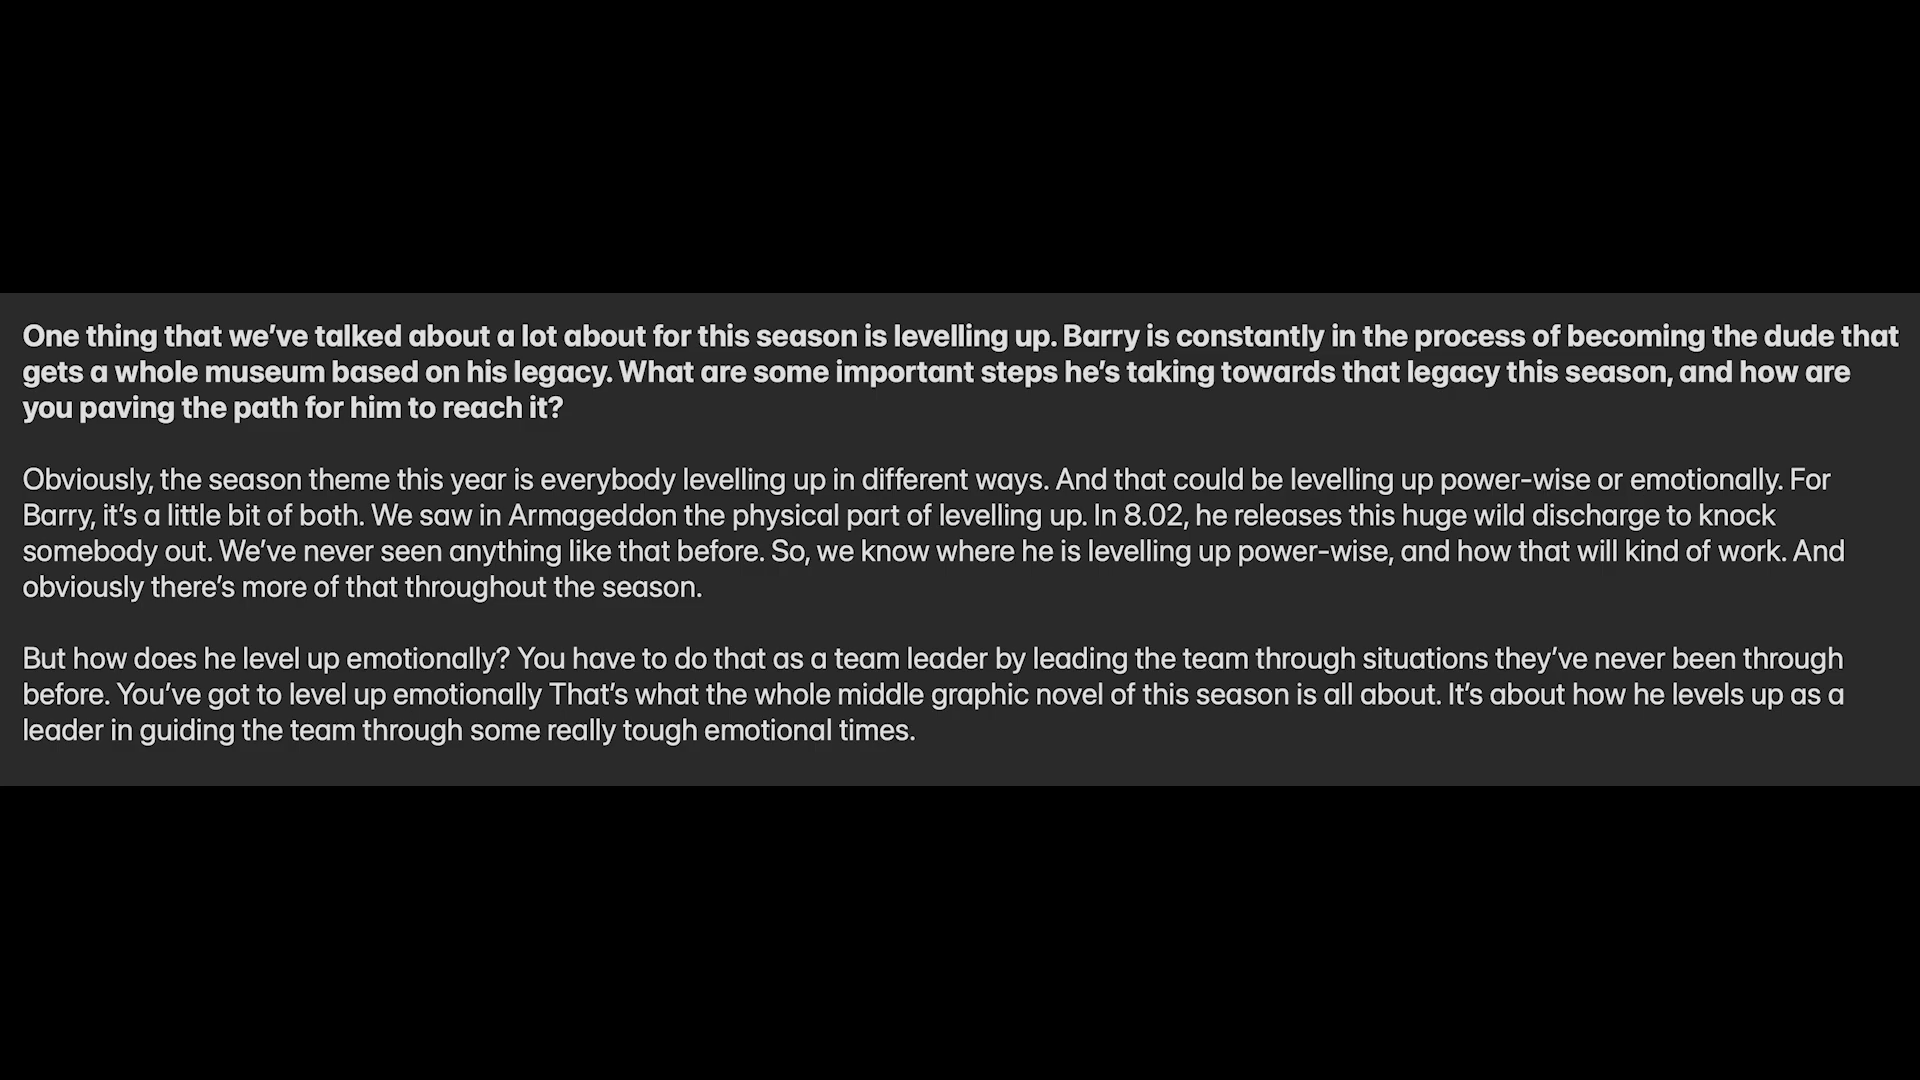 One thing that we’ve talked about a lot about for this season is levelling up. Barry is constantly in the process of becoming the dude that
gets a whole museum based on his legacy. What are some important steps he’s taking towards that legacy this season, and how are
you paving the path for him to reach it?
Obviously, the season theme this year is everybody levelling up in different ways. And that could be levelling up power-wise or emotionally. For
Barry, it’s a little bit of both. We saw in Armageddon the physical part of levelling up. In 8.02, he releases this huge wild discharge to knock
somebody out. We’ve never seen anything like that before. So, we know where he is levelling up power-wise, and how that will kind of work. And
obviously there’s more of that throughout the season.
But how does he level up emotionally? You have to do that as a team leader by leading the team through situations they’ve never been through
before. You’ve got to level up emotionally That’s what the whole middle graphic novel of this season is all about. It’s about how he levels up as a
leader in guiding the team through some really tough emotional times.